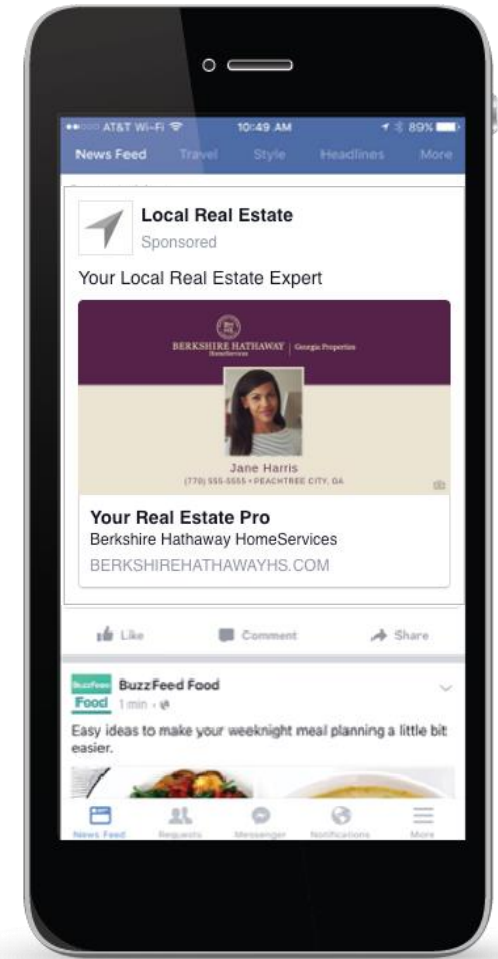 AT&T Wi-Fi 10:49 AM 89%
News Feed Travel Style Headlines More
Local Real Estate
Sponsored
Your Local Real Estate Expert
BERKSHIRE HATHAWAY | Georgia Properties
HomeServices
Jane Harris
(770) 555-5555 • PEACHTREE CITY, GA
Your Real Estate Pro
Berkshire Hathaway HomeServices
BERKSHIREHATHAWAYHS.COM
Like Comment Share
BuzzFeed BuzzFeed Food
Food 1 min
Easy ideas to make your weeknight meal planning a little bit
easier.
News Feed Requests Messenger Notifications More